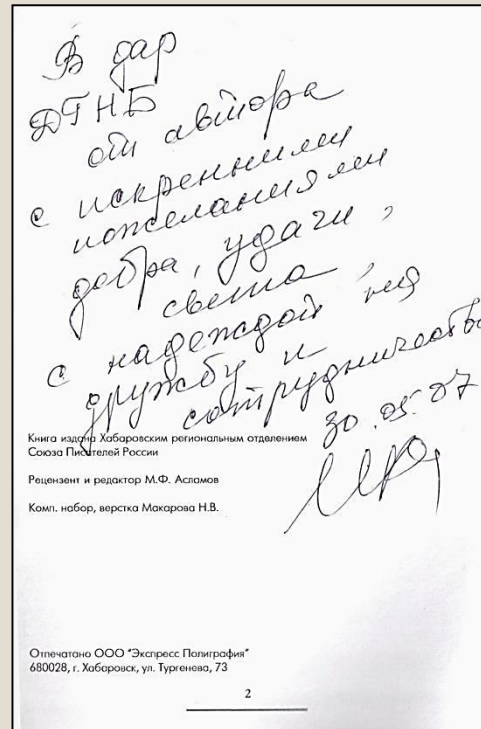 В дар
ДГНБ
от автора
с искренними
пожеланиями
добра, удачи,
света,
с надеждой на
дружбу и
сотрудничество
30.05.07
Книга издана Хабаровским региональным отделением
Союза Писателей России
Рецензент и редактор М.Ф. Асламов
Комп. набор, верстка Макарова Н.В.
Отпечатано ООО "Экспресс Полиграфия"
680028, г. Хабаровск, ул. Тургенева, 73
2